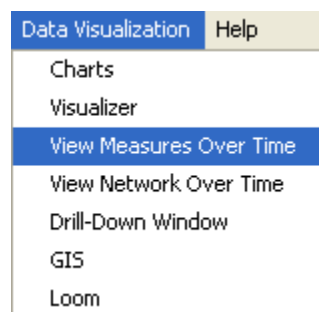 Data Visualization Help
Charts
Visualizer
View Measures Over Time
View Network Over Time
Drill-Down Window
GIS
Loom